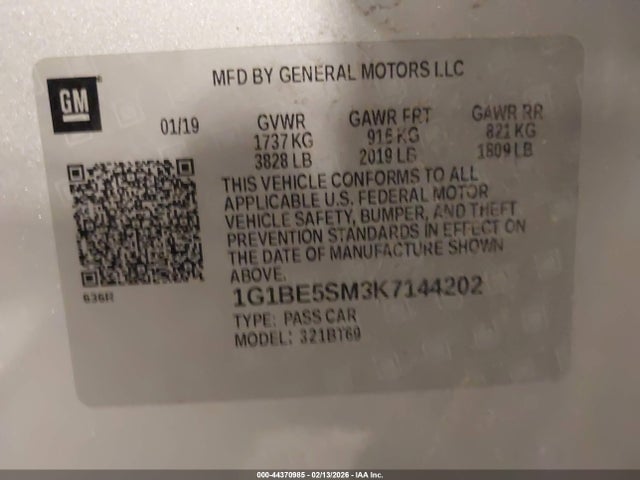 GM
MFD BY GENERAL MOTORS LLC
01/19
GVWR
1737 KG
3828 LB
GAWR FRT
916 KG
2019 LB
GAWR RR
821 KG
1809 LB
THIS VEHICLE CONFORMS TO ALL
APPLICABLE U.S. FEDERAL MOTOR
VEHICLE SAFETY, BUMPER, AND THEFT
PREVENTION STANDARDS IN EFFECT ON
THE DATE OF MANUFACTURE SHOWN
ABOVE.
1G1BE5SM3K7144202
TYPE: PASS CAR
MODEL: 321BT69
000-44370985 - 02/13/2026 - IAA Inc.